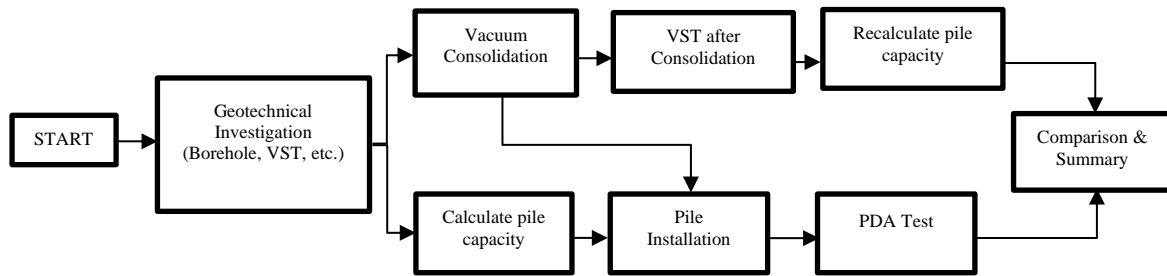 START
Geotechnical
Investigation
(Borehole, VST, etc.)
Vacuum
Consolidation
VST after
Consolidation
Recalculate pile
capacity
Calculate pile
capacity
Pile
Installation
PDA Test
Comparison &
Summary